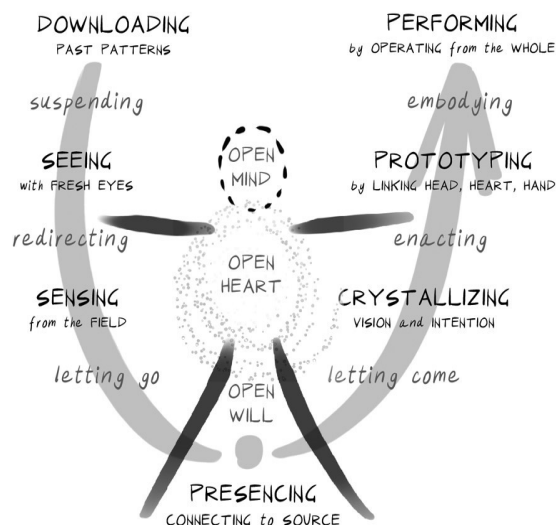 DOWNLOADING
PAST PATTERNS
suspending
SEEING
with FRESH EYES
redirecting
SENSING
from the FIELD
letting go
OPEN
MIND
OPEN
HEART
OPEN
WILL
PRESENCING
CONNECTING to SOURCE
PERFORMING
by OPERATING from the WHOLE
embodying
PROTOTYPING
by LINKING HEAD, HEART, HAND
enacting
CRYSTALLIZING
VISION and INTENTION
letting come